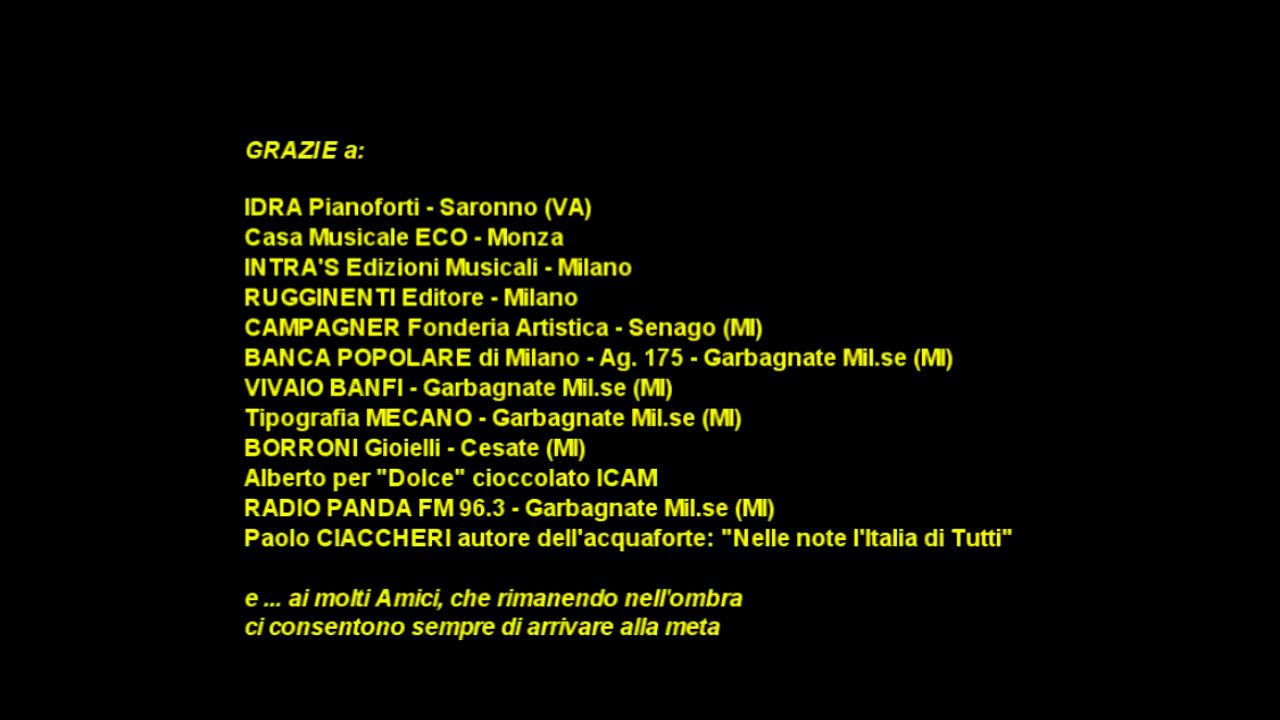 GRAZIE a:
IDRA Pianoforti - Saronno (VA)
Casa Musicale ECO - Monza
INTRA'S Edizioni Musicali - Milano
RUGGINENTI Editore - Milano
CAMPAGNER Fonderia Artistica - Senago (MI)
BANCA POPOLARE di Milano - Ag. 175 - Garbagnate Mil.se (MI)
VIVAIO BANFI - Garbagnate Mil.se (MI)
Tipografia MECANO - Garbagnate Mil.se (MI)
BORRONI Gioielli - Cesate (MI)
Alberto per "Dolce" cioccolato ICAM
RADIO PANDA FM 96.3 - Garbagnate Mil.se (MI)
Paolo CIACCHERI autore dell'acquaforte: "Nelle note l'Italia di Tutti"
e ... ai molti Amici, che rimanendo nell'ombra
ci consentono sempre di arrivare alla meta